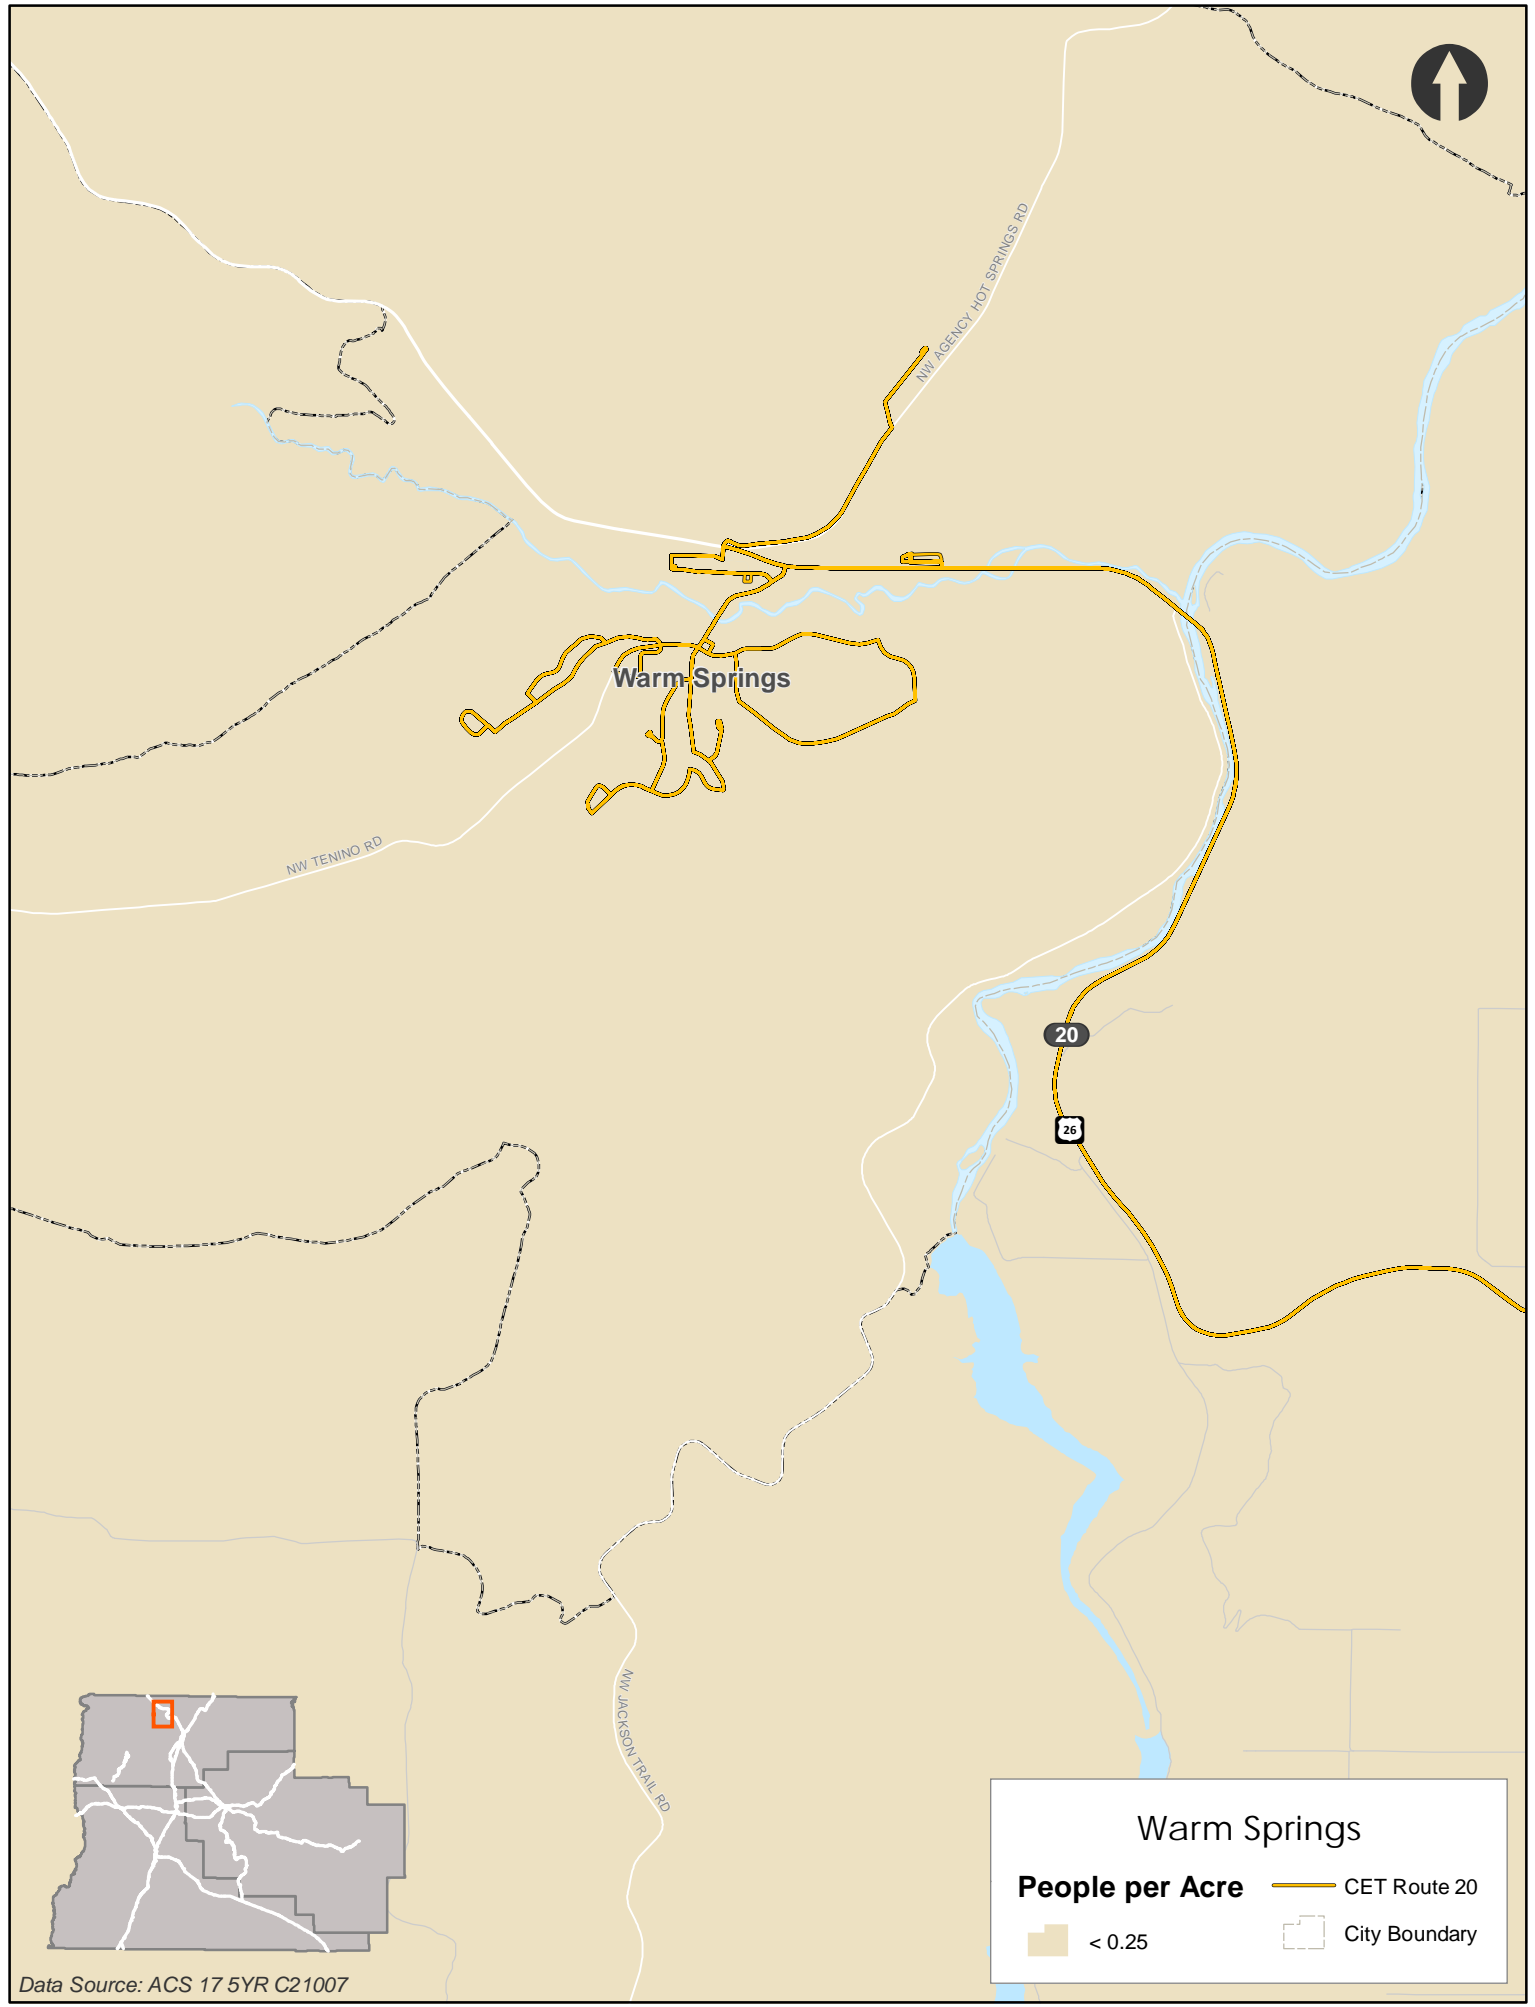 NW AGENCY HOT SPRINGS RD
Warm Springs
NW TENINO RD
20
26
NW JACKSON TRAIL RD
Warm Springs
People per Acre
CET Route 20
< 0.25
City Boundary
Data Source: ACS 17 5YR C21007